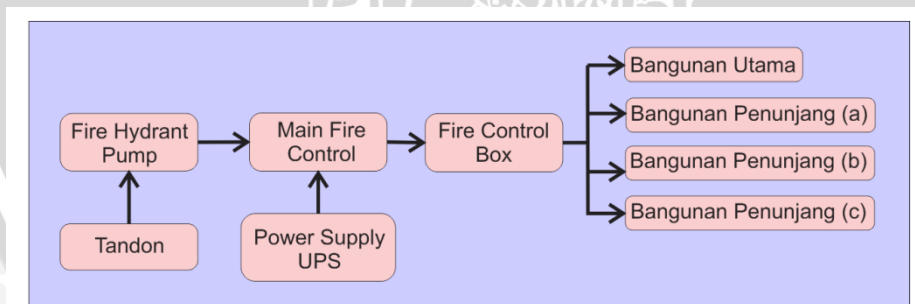 Fire Hydrant
Pump
Main Fire
Control
Fire Control
Box
Bangunan Utama
Bangunan Penunjang (a)
Bangunan Penunjang (b)
Bangunan Penunjang (c)
Tandon
Power Supply
UPS